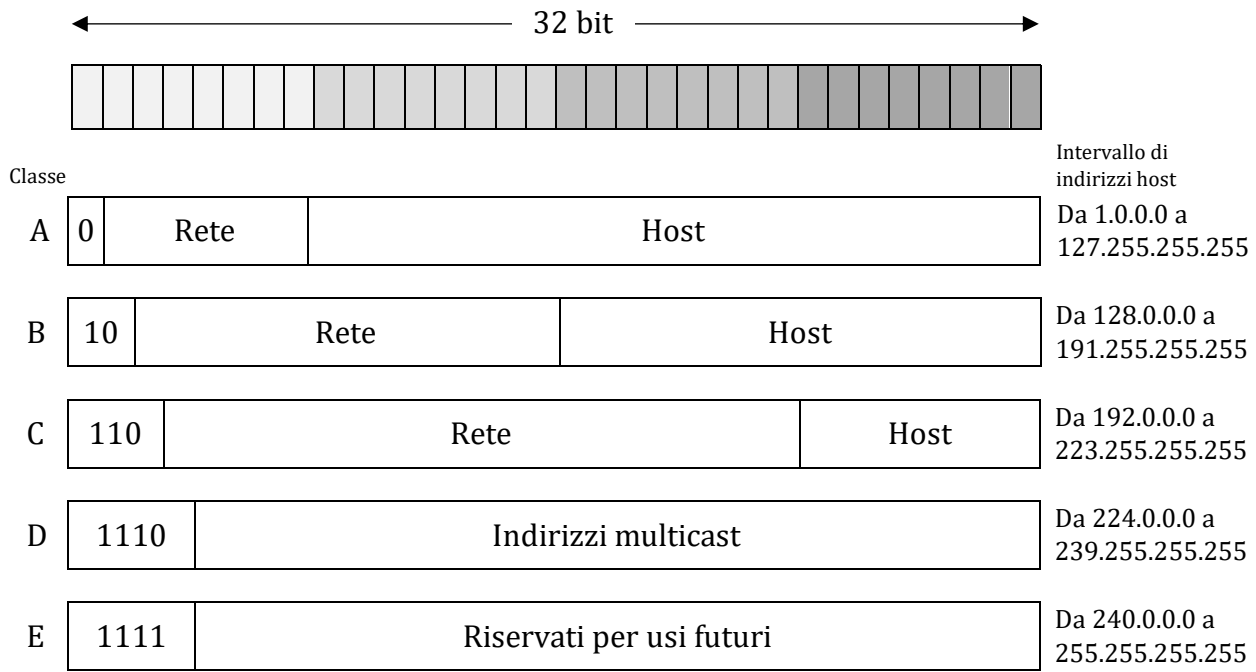 32 bit
Intervallo di
indirizzi host
Classe
A 0 Rete Host Da 1.0.0.0 a
127.255.255.255
B 10 Rete Host Da 128.0.0.0 a
191.255.255.255
C 110 Rete Host Da 192.0.0.0 a
223.255.255.255
D 1110 Indirizzi multicast Da 224.0.0.0 a
239.255.255.255
E 1111 Riservati per usi futuri Da 240.0.0.0 a
255.255.255.255